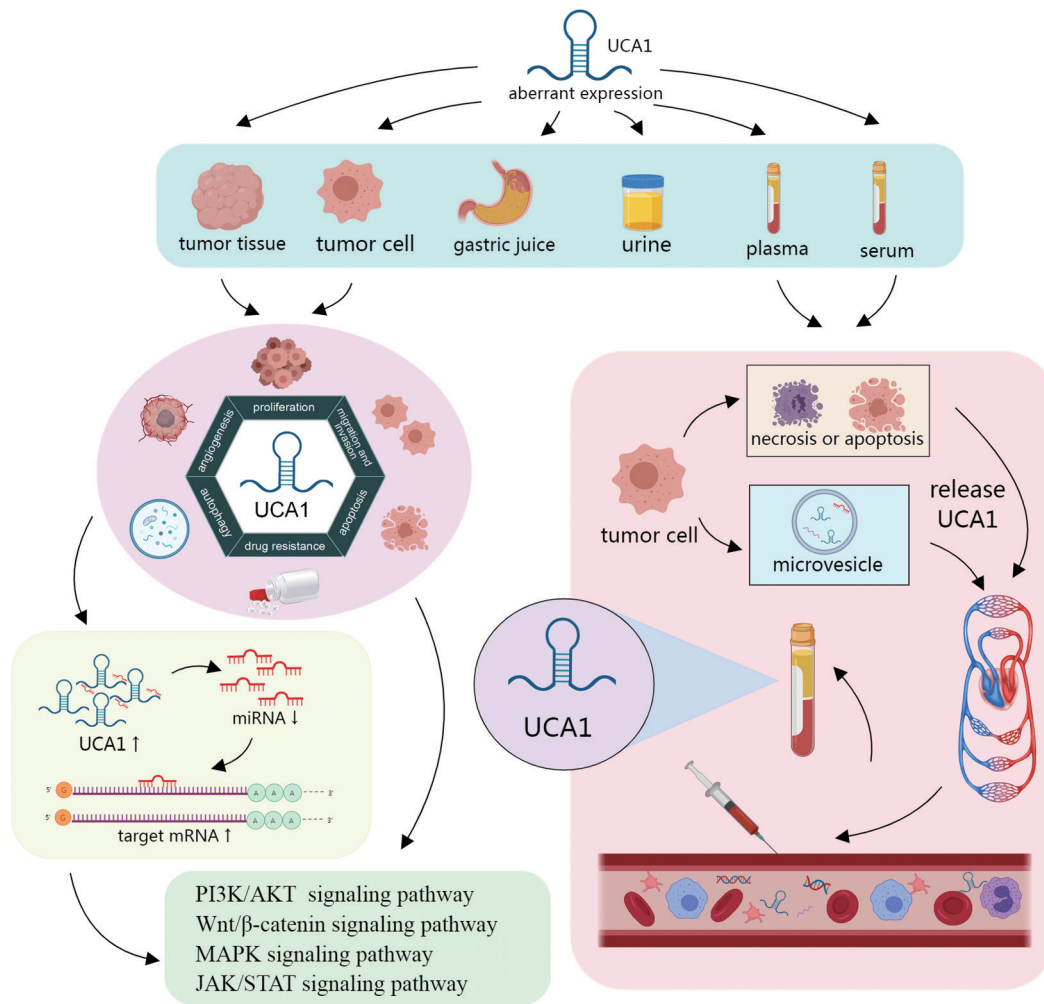 UCA1
aberrant expression
tumor tissue
tumor cell
gastric juice
urine
plasma
serum
proliferation
migration and
invasion
apoptosis
drug resistance
autophagy
angiogenesis
UCA1
necrosis or apoptosis
tumor cell
microvesicle
release
UCA1
UCA1
UCA1 ↑
miRNA ↓
5' G A A A 3'
5' G A A A 3'
target mRNA ↑
PI3K/AKT signaling pathway
Wnt/β-catenin signaling pathway
MAPK signaling pathway
JAK/STAT signaling pathway